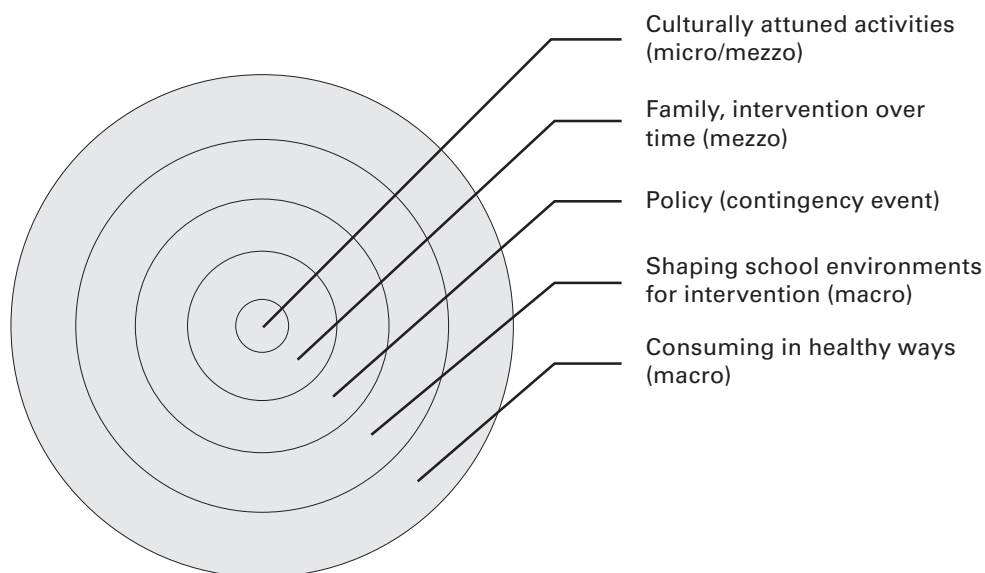 Culturally attuned activities
(micro/mezzo)
Family, intervention over
time (mezzo)
Policy (contingency event)
Shaping school environments
for intervention (macro)
Consuming in healthy ways
(macro)